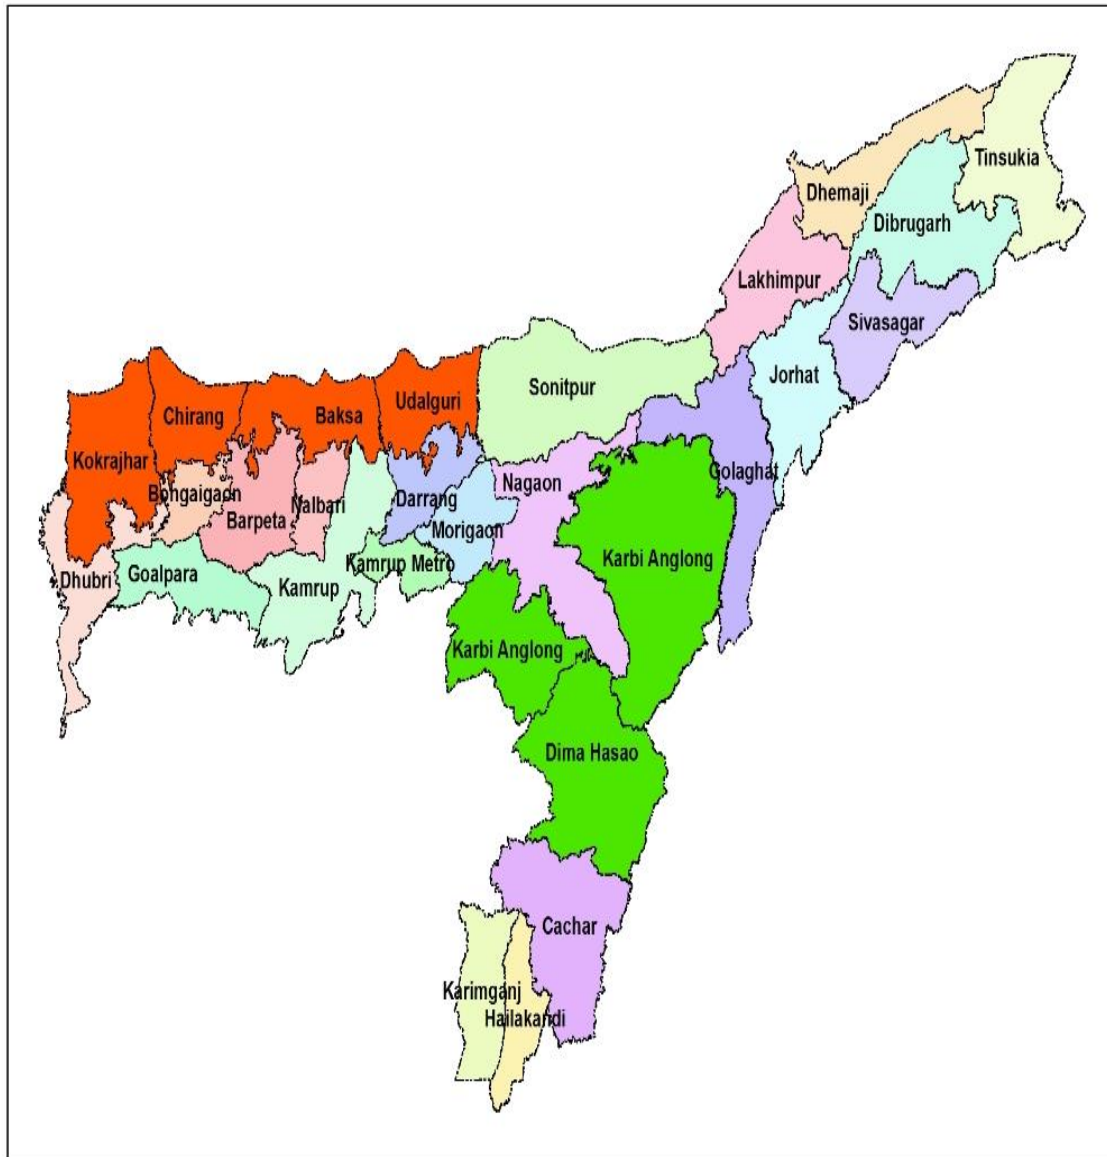 Tinsukia
Dhemaji
Dibrugarh
Lakhimpur
Sivasagar
Jorhat
Sonitpur
Udalguri
Baksa
Chirang
Kokrajhar
Golaghat
Nagaon
Bongaigaon
Darrang
Nalbari
Barpeta
Morigaon
Karbi Anglong
Kamrup Metro
Goalpara
Dhubri
Kamrup
Karbi Anglong
Dima Hasao
Cachar
Karimganj
Hailakandi